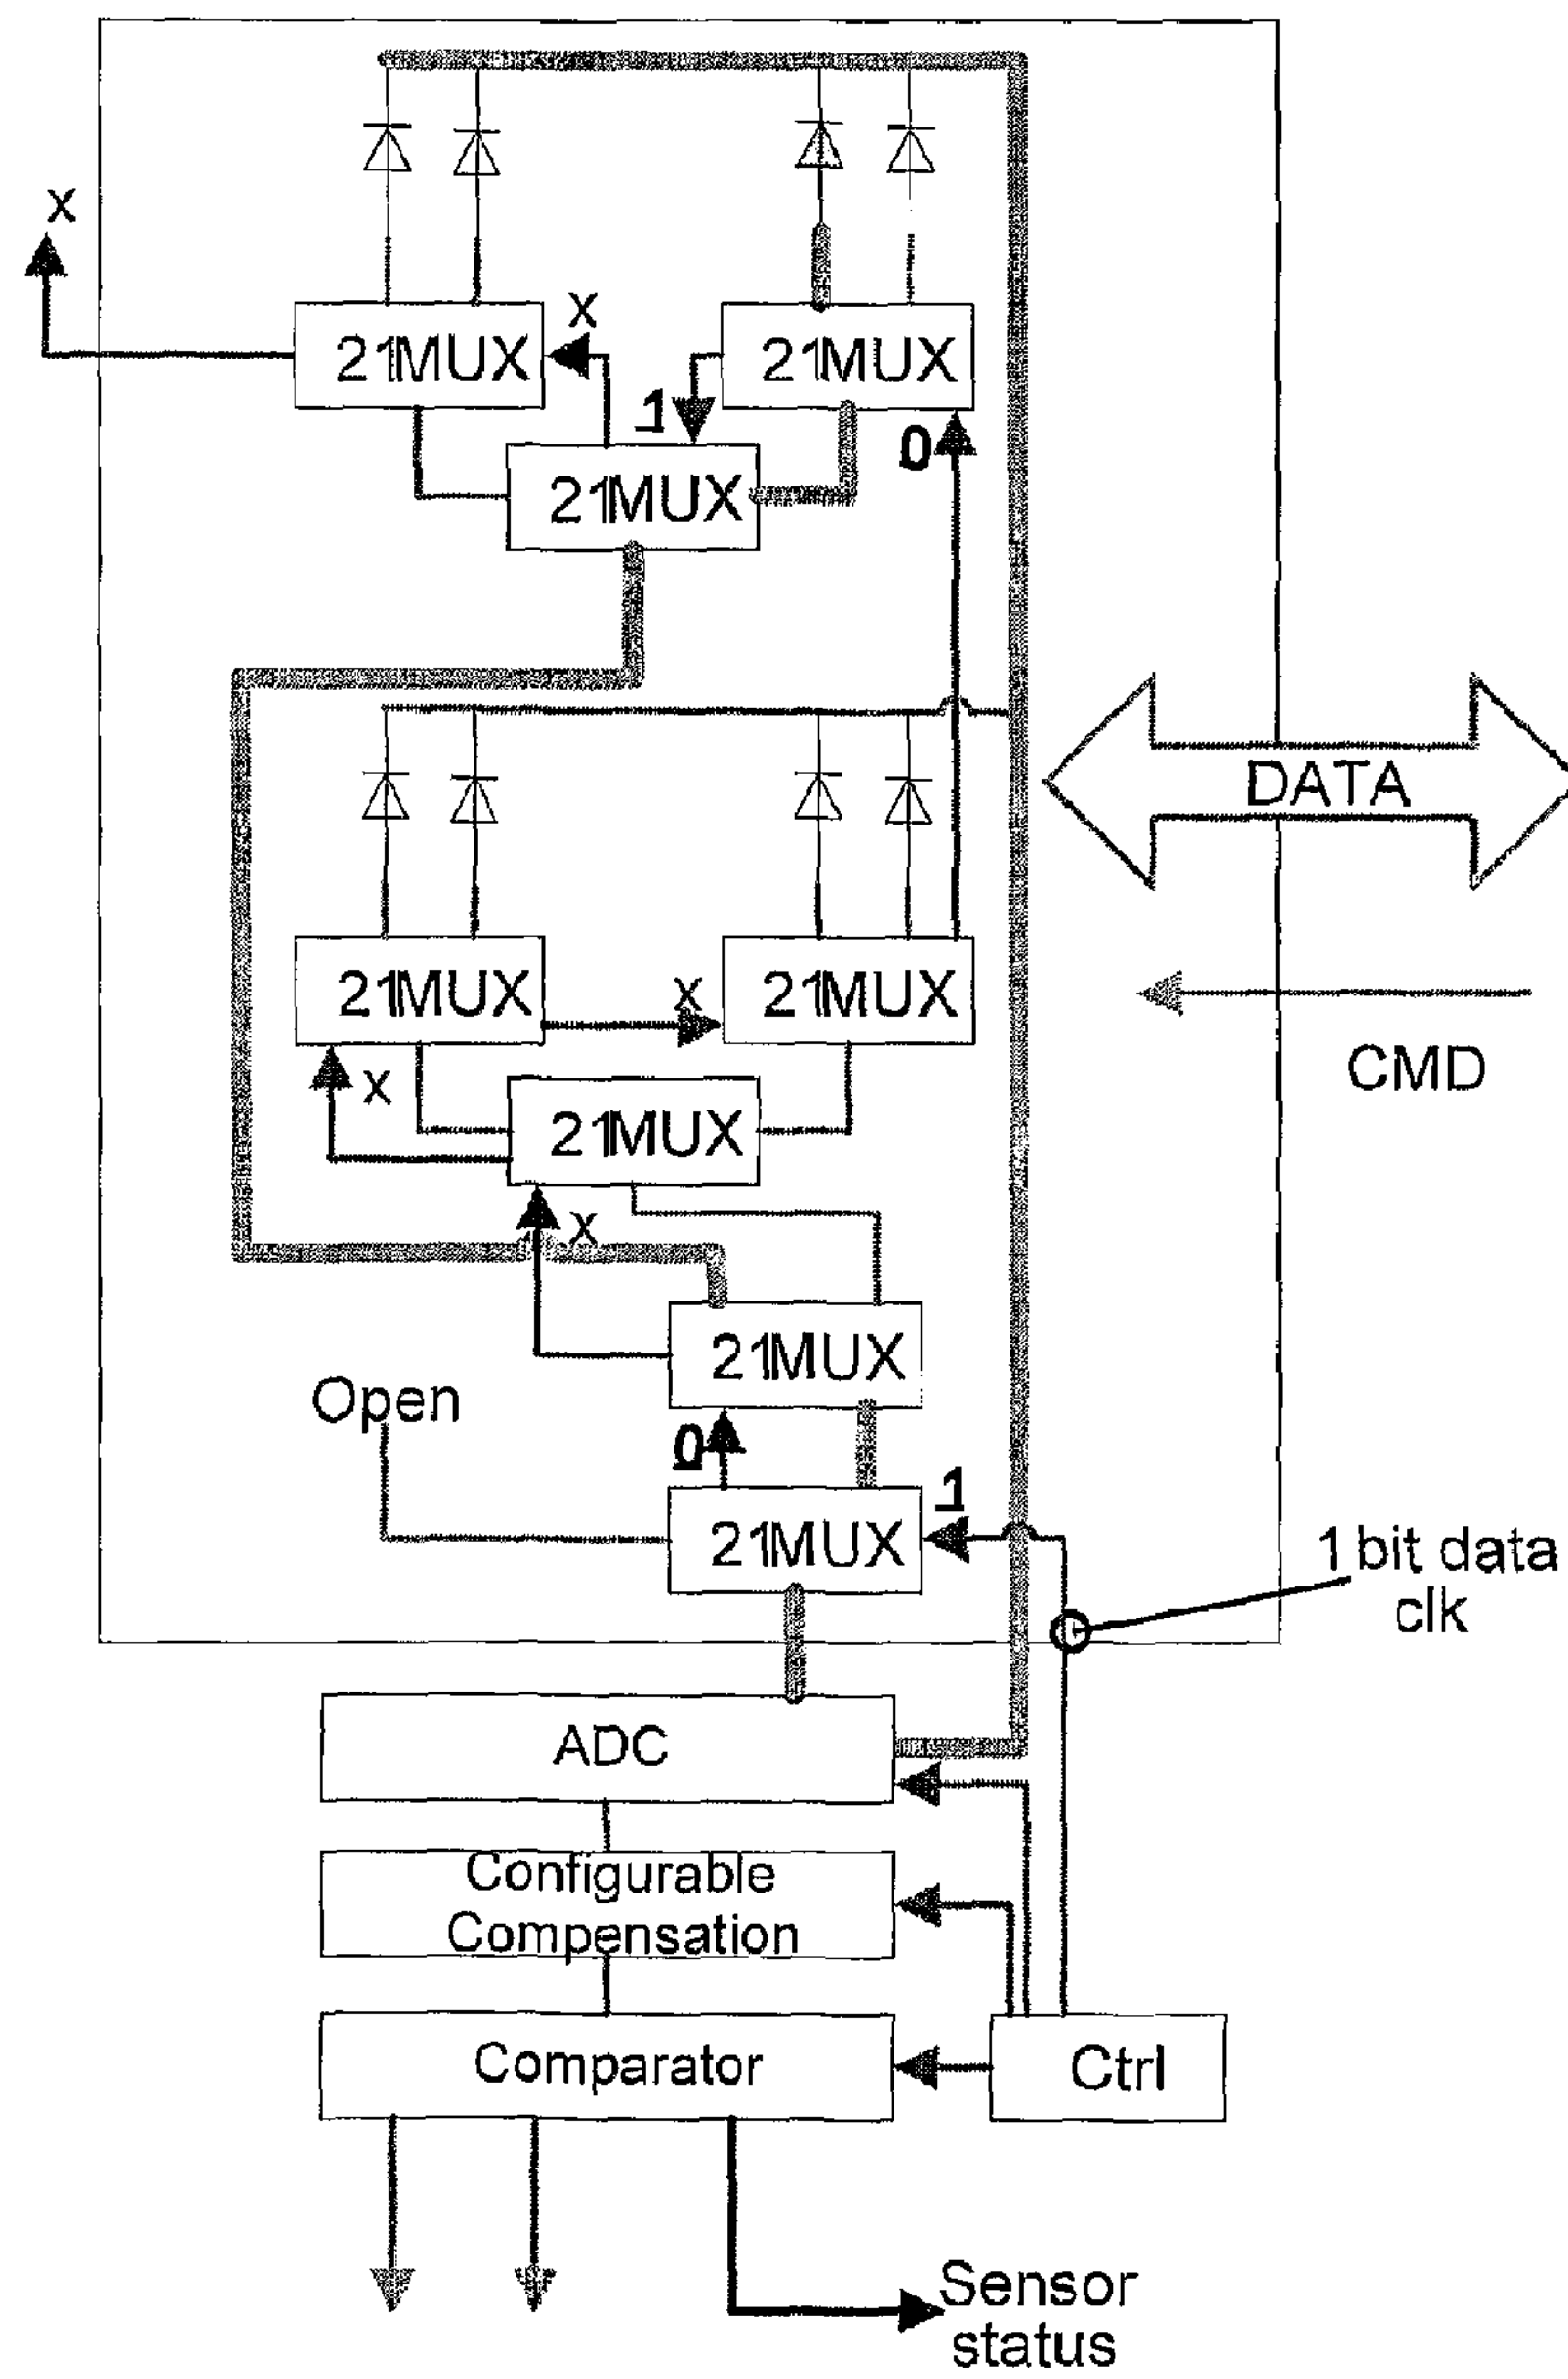 x
21MUX
x
21MUX
1
0
21MUX
DATA
21MUX
x
21MUX
x
21MUX
CMD
x
21MUX
Open
0
1
21MUX
1 bit data
clk
ADC
Configurable
Compensation
Comparator
Ctrl
Sensor
status